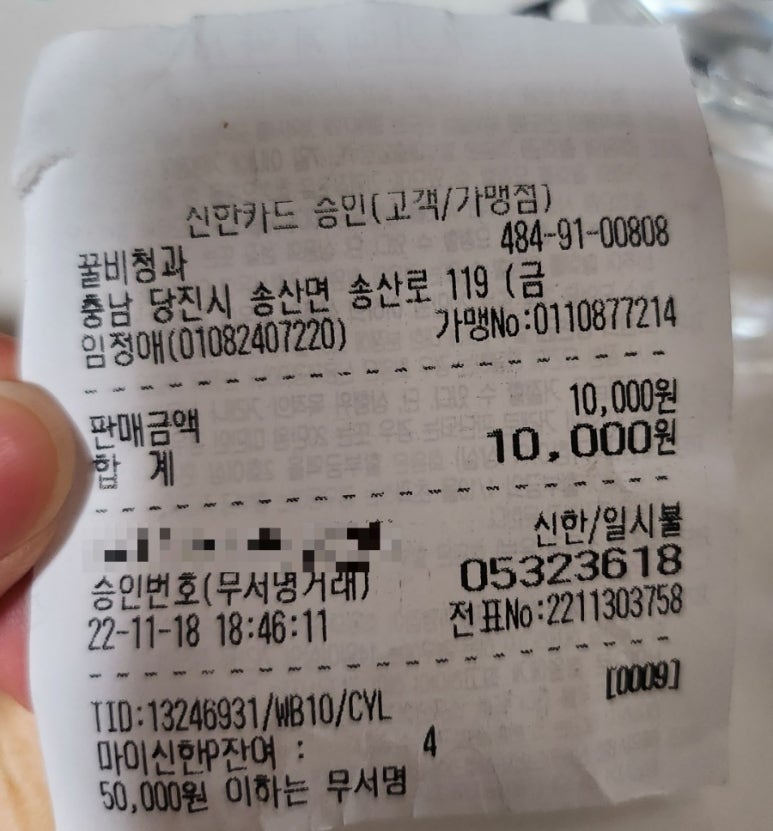 신한카드 승인(고객/가맹점)
484-91-00808
꿀비청과
충남 당진시 송산면 송산로 119 (금
임정애(01082407220) 가맹No:0110877214
판매금액 10,000원
합 계 10,000원
신한/일시불
승인번호(무서명거래) 05323618
22-11-18 18:46:11 전표No:2211303758
[0009]
TID:13246931/WB10/CYL
마이신한P잔여 : 4
50,000원 이하는 무서명